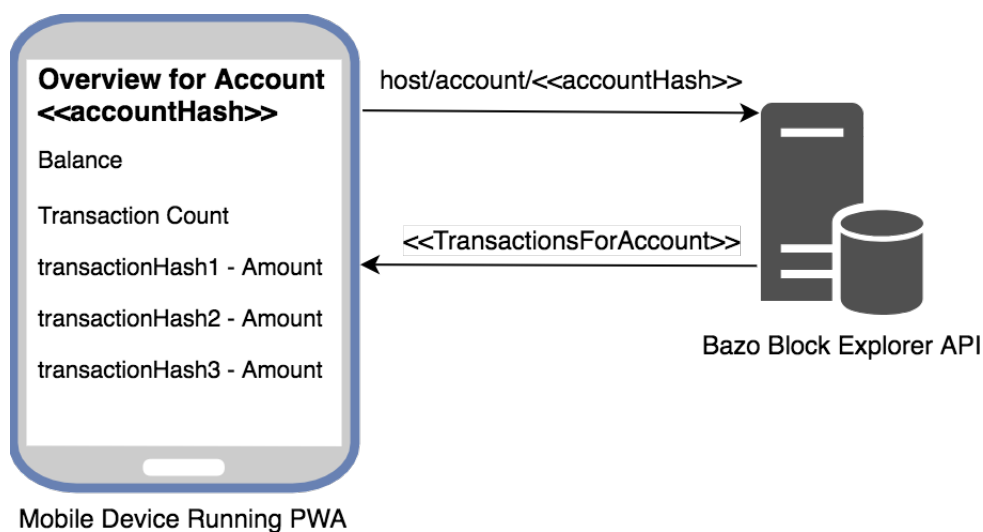 Overview for Account
<<accountHash>>
Balance
Transaction Count
transactionHash1 - Amount
transactionHash2 - Amount
transactionHash3 - Amount
host/account/<<accountHash>>
<<TransactionsForAccount>>
Bazo Block Explorer API
Mobile Device Running PWA